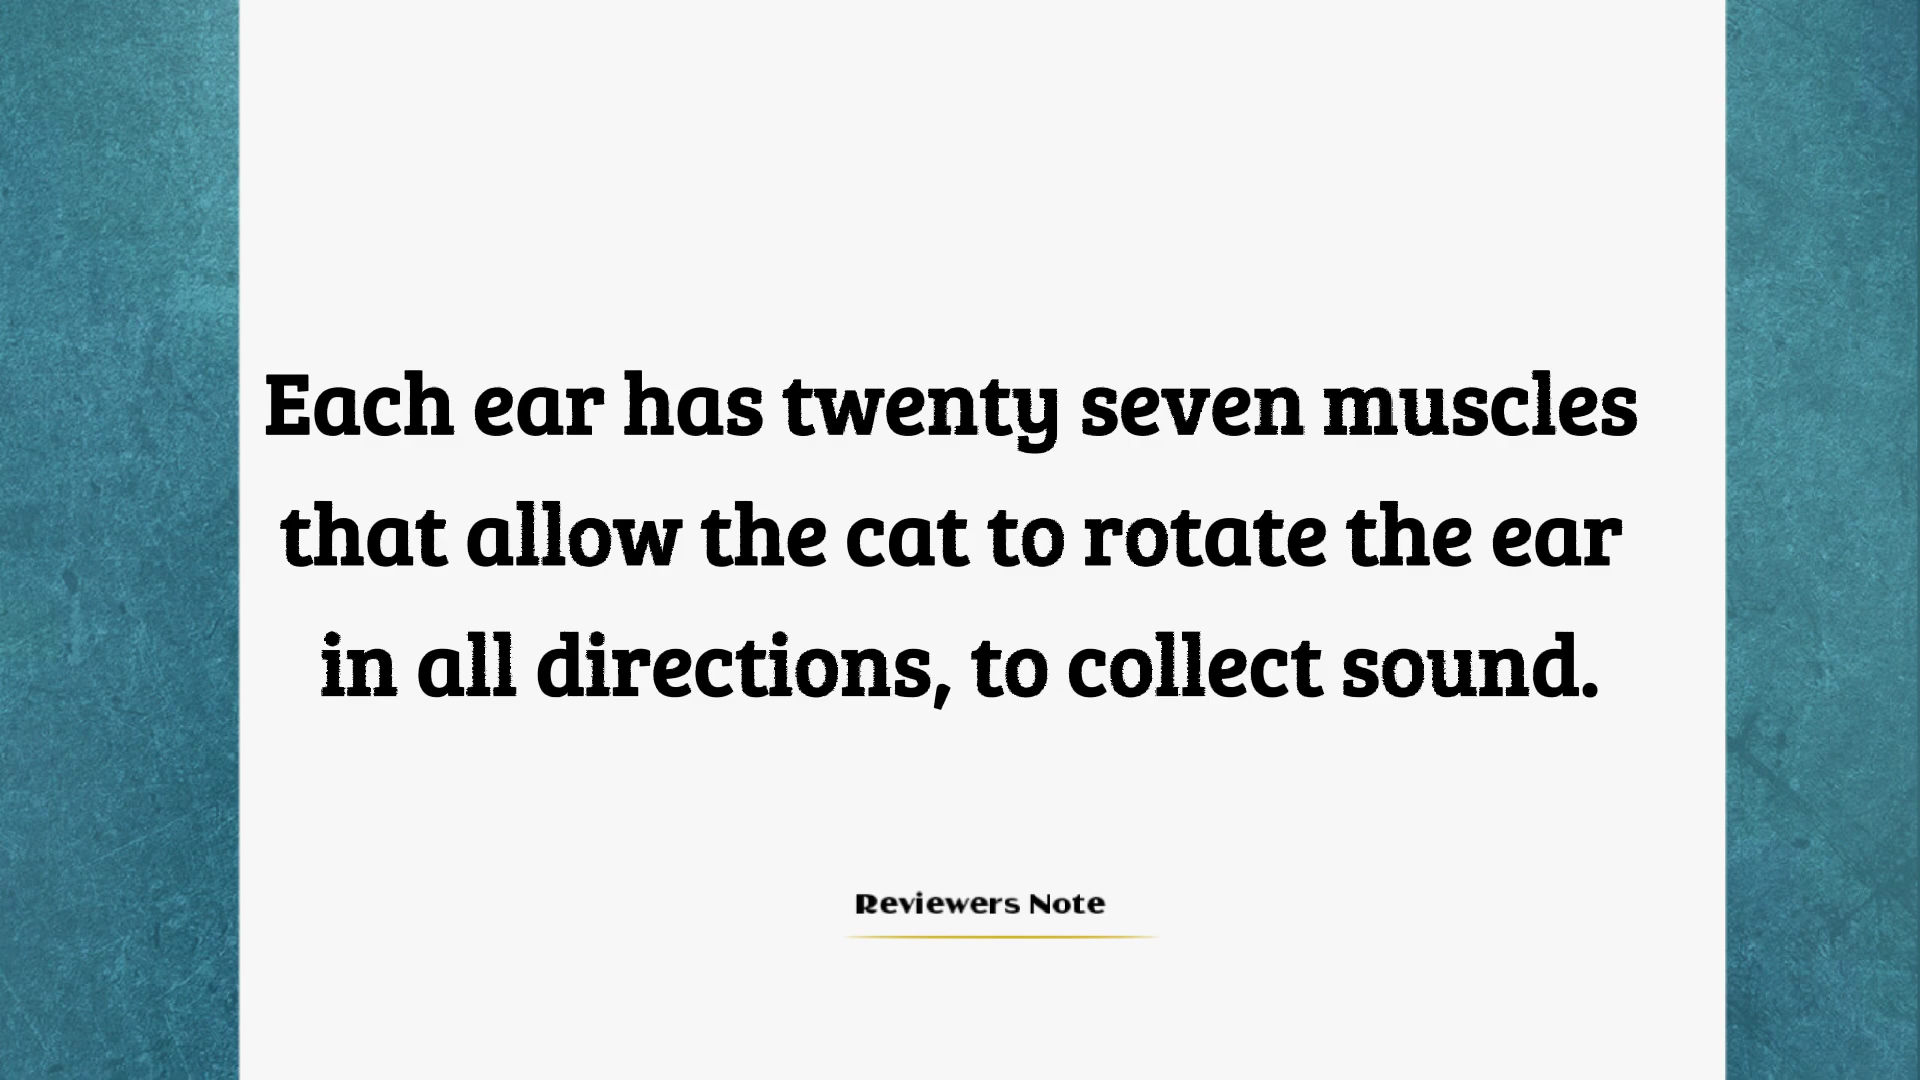 Each ear has twenty seven muscles
that allow the cat to rotate the ear
in all directions, to collect sound.
Reviewers Note